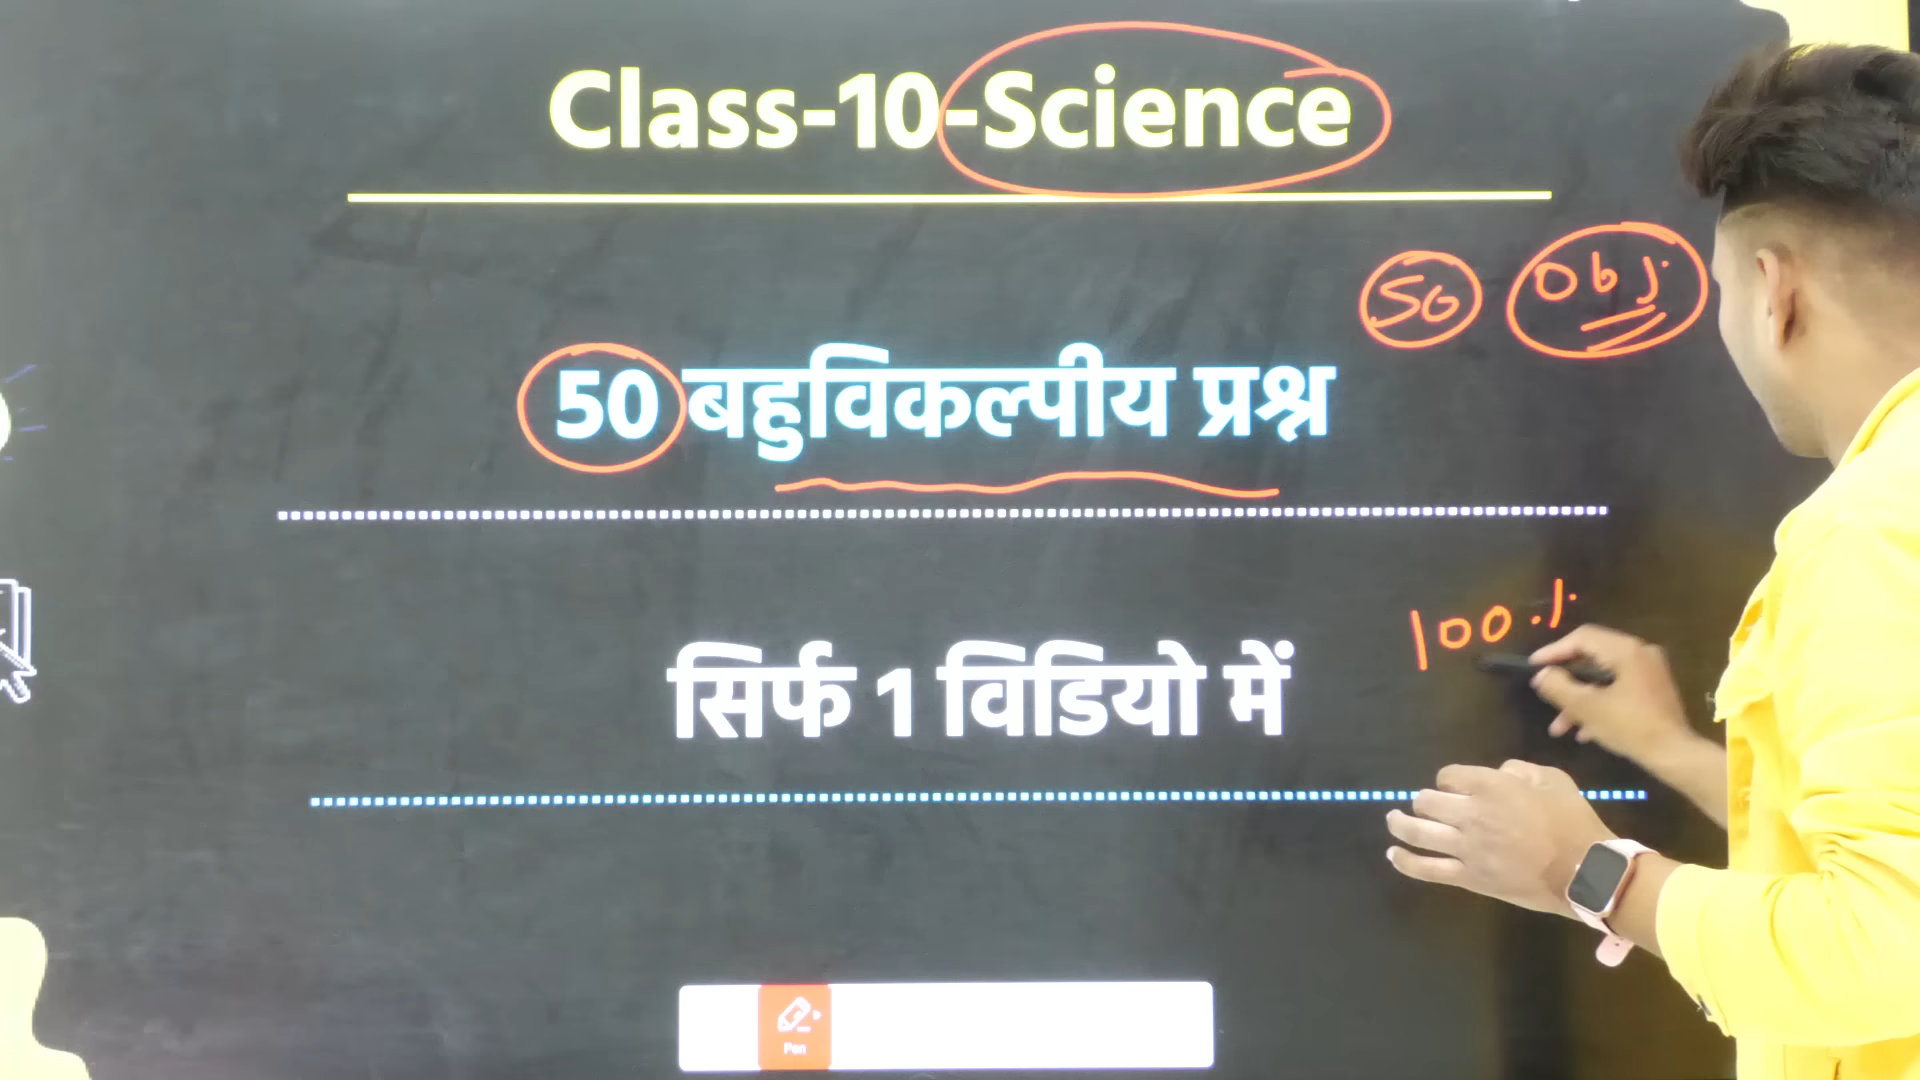 Class-10-Science
50 Obj.
50 बहुविकल्पीय प्रश्न
100%
सिर्फ 1 विडियो में
Pen